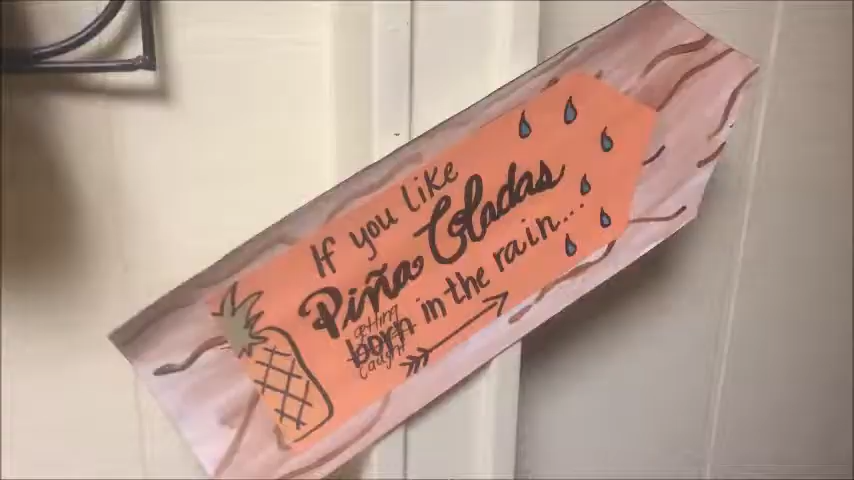 If you like
Piña Coladas
getting
born in the rain...
caught